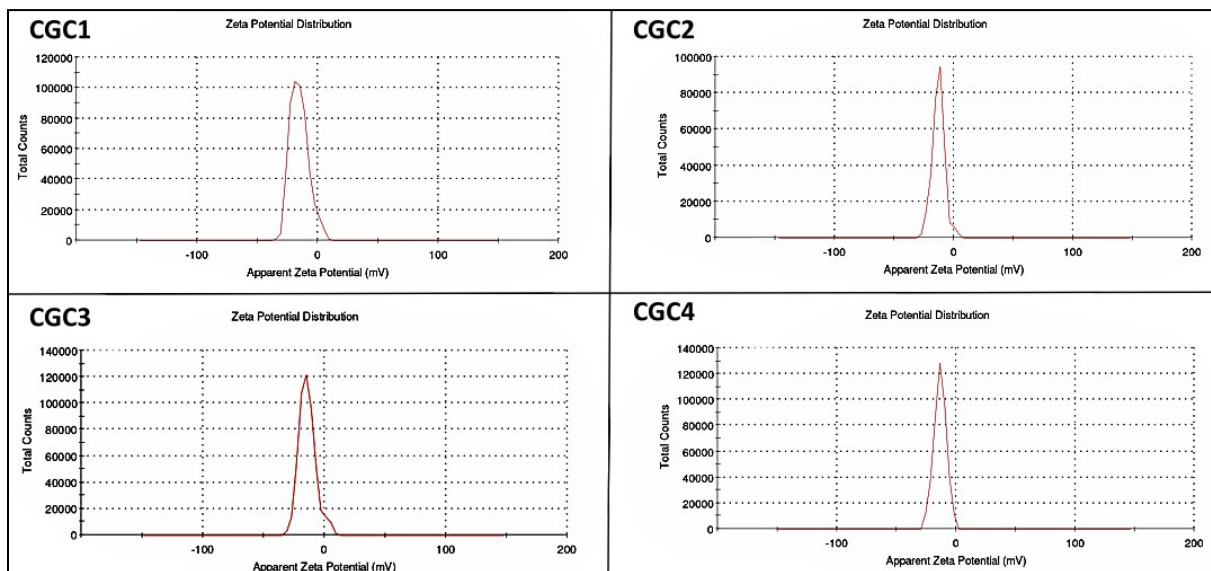 CGC1
Zeta Potential Distribution
120000
100000
80000
60000
40000
20000
0
Total Counts
-100 0 100 200
Apparent Zeta Potential (mV)
CGC2
Zeta Potential Distribution
100000
80000
60000
40000
20000
0
Total Counts
-100 0 100 200
Apparent Zeta Potential (mV)
CGC3
Zeta Potential Distribution
140000
120000
100000
80000
60000
40000
20000
0
Total Counts
-100 0 100 200
Apparent Zeta Potential (mV)
CGC4
Zeta Potential Distribution
140000
120000
100000
80000
60000
40000
20000
0
Total Counts
-100 0 100 200
Apparent Zeta Potential (mV)